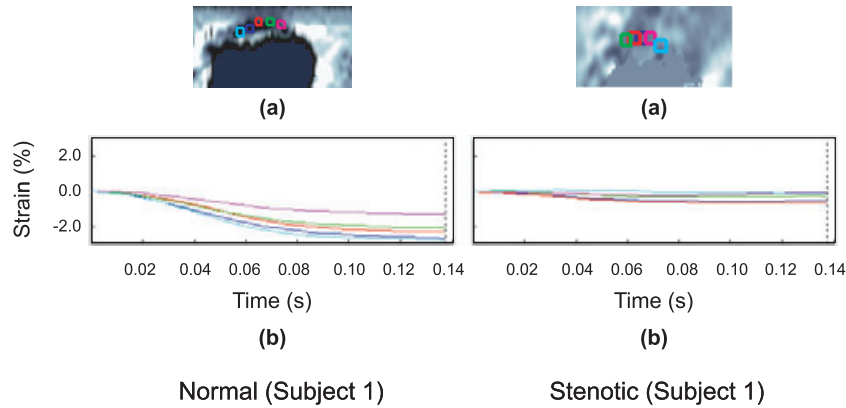 (a)
(a)
Strain (%)
2.0
0.0
-2.0
0.02 0.04 0.06 0.08 0.10 0.12 0.14
0.02 0.04 0.06 0.08 0.10 0.12 0.14
Time (s)
Time (s)
(b)
(b)
Normal (Subject 1)
Stenotic (Subject 1)